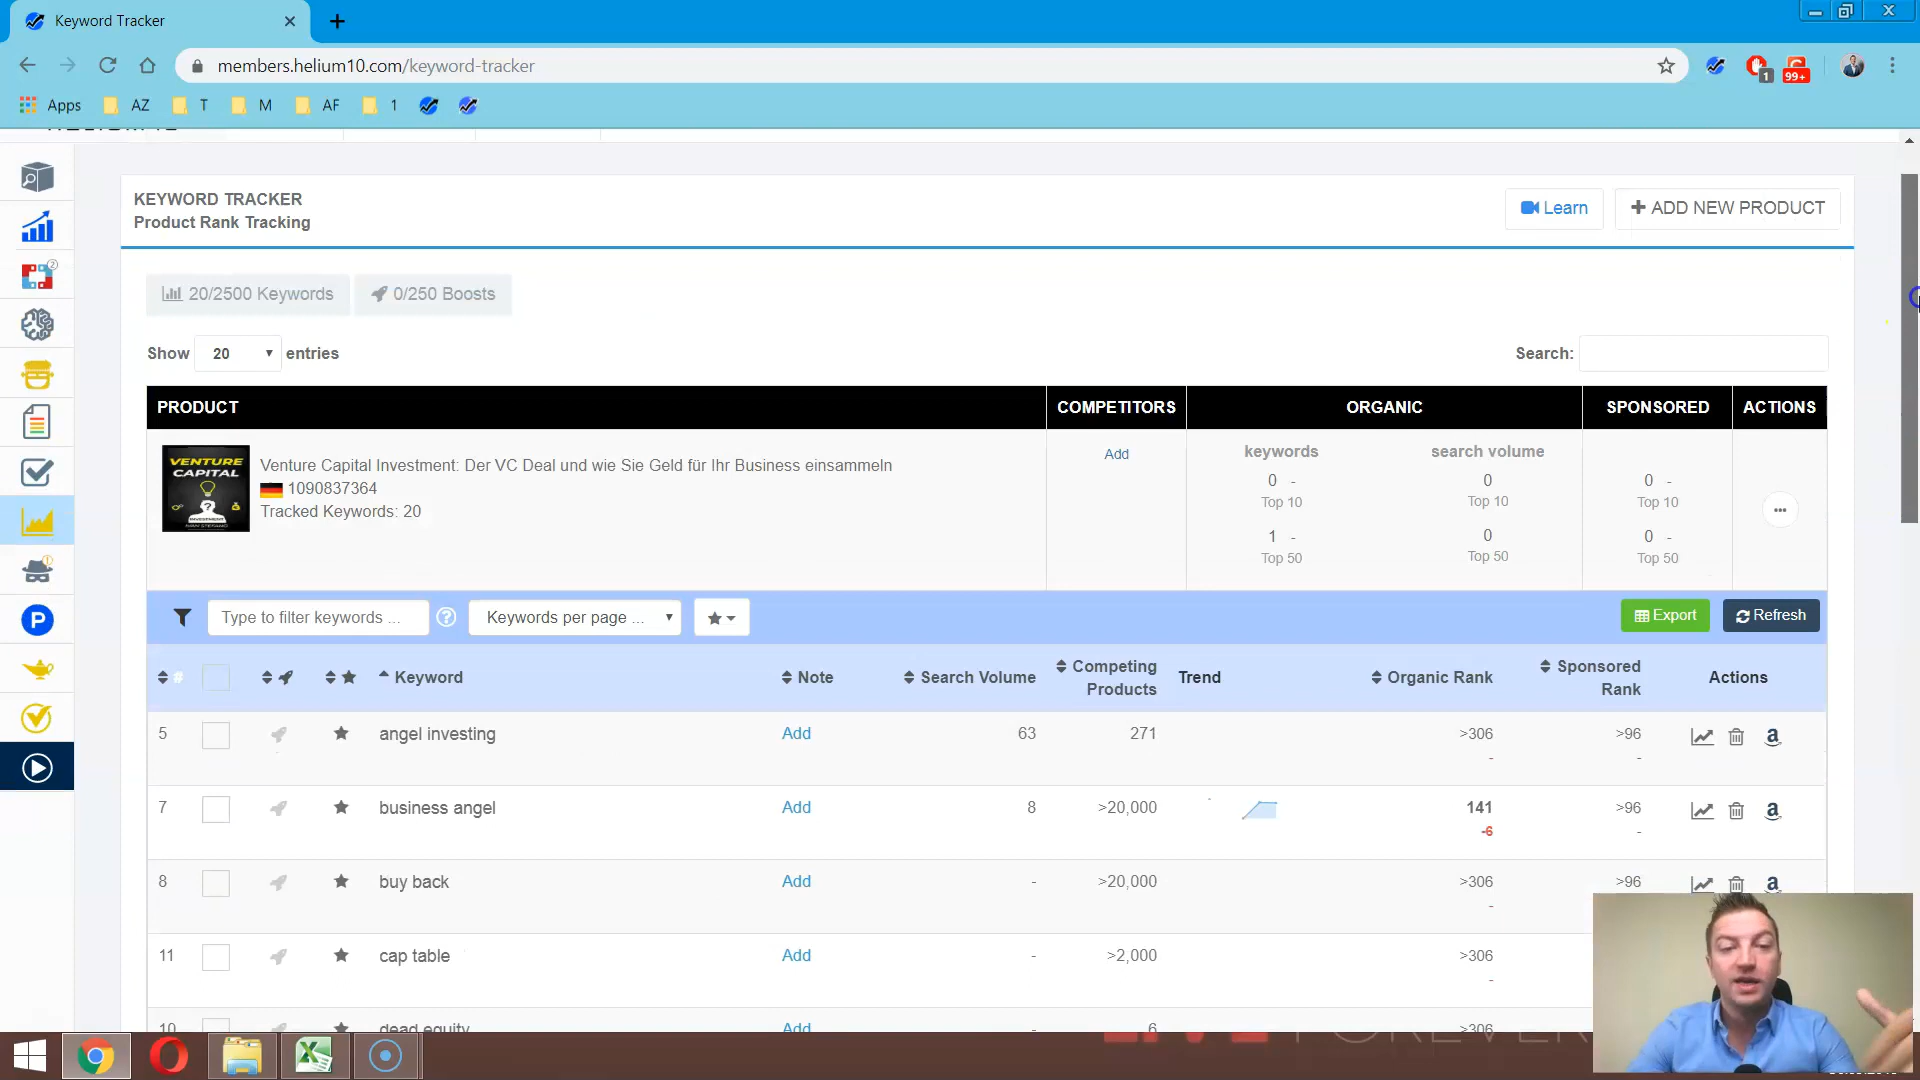 Keyword Tracker
members.helium10.com/keyword-tracker
1
99+
Apps AZ T M AF 1
KEYWORD TRACKER
Product Rank Tracking
Learn
ADD NEW PRODUCT
20/2500 Keywords
0/250 Boosts
Show 20 entries
Search:
PRODUCT COMPETITORS ORGANIC SPONSORED ACTIONS
VENTURE CAPITAL
Venture Capital Investment: Der VC Deal und wie Sie Geld für Ihr Business einsammeln
1090837364
Tracked Keywords: 20
Add
keywords search volume
0 - 0 0 -
Top 10 Top 10 Top 10
1 - 0 0 -
Top 50 Top 50 Top 50
Type to filter keywords ...
Keywords per page ...
Export
Refresh
# Keyword Note Search Volume Competing Products Trend Organic Rank Sponsored Rank Actions
5 angel investing Add 63 271 >306 >96
- -
7 business angel Add 8 >20,000 141 >96
-6 -
8 buy back Add - >20,000 >306 >96
-
11 cap table Add - >2,000 >306
-
10 dead equity Add - 6 >306
P
2